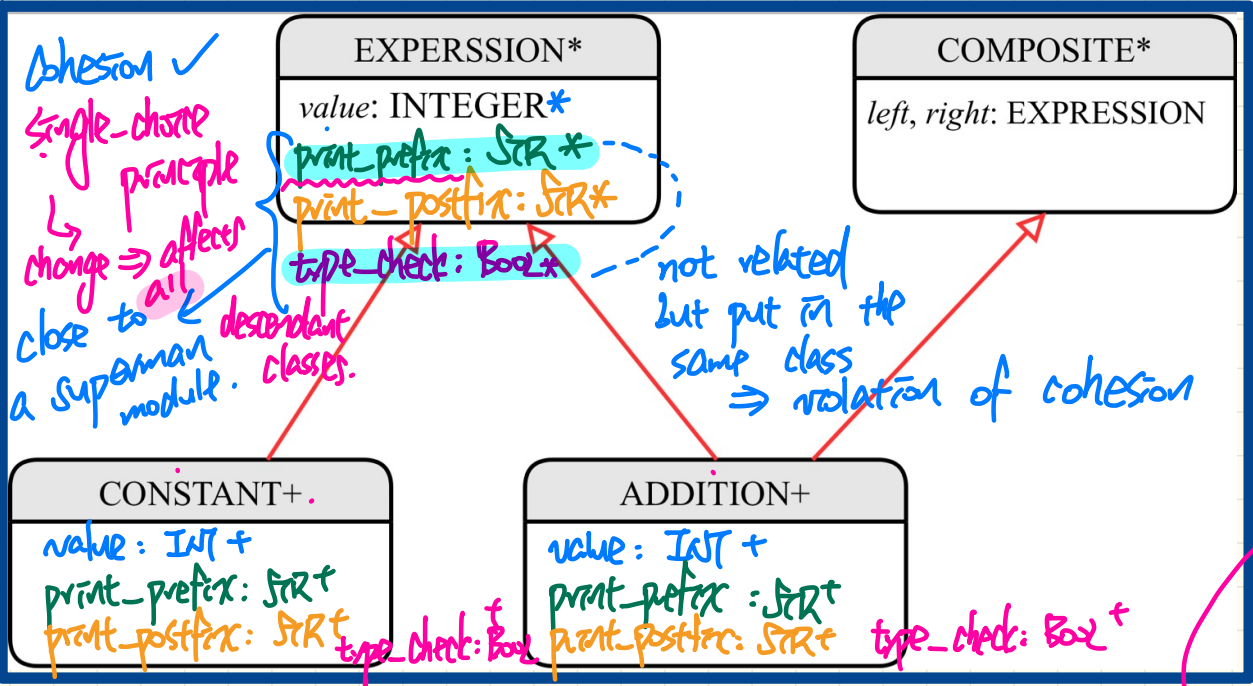 cohesion ✓
single_choice
principle
↳ change ⇒ affects
all
descendant
classes.
close to
a superman
module.
EXPERSSION*
value: INTEGER*
print_prefix: STR*
print_postfix: STR*
type_check: BOOL*
COMPOSITE*
left, right: EXPRESSION
not related
but put in the
same class
⇒ violation of cohesion
CONSTANT+
value: INT +
print_prefix: STR+
print_postfix: STR+
type_check: BOOL+
ADDITION+
value: INT +
print_prefix: STR+
print_postfix: STR+
type_check: BOOL+